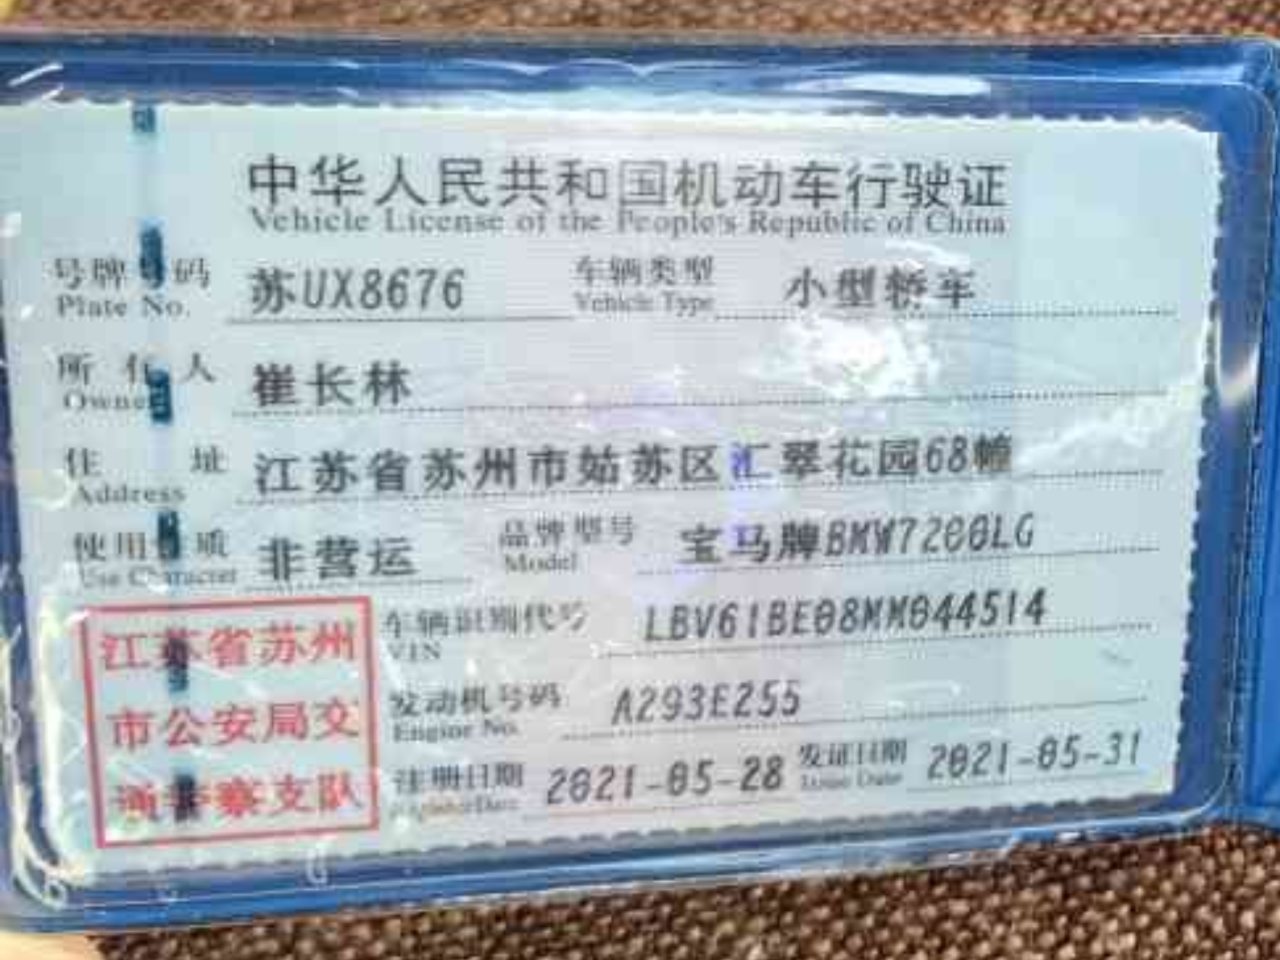 中华人民共和国机动车行驶证
Vehicle License of the People's Republic of China
号牌号码 苏UX8676 车辆类型 小型轿车
Plate No. Vehicle Type
所有人 崔长林
Owner
住址 江苏省苏州市姑苏区汇翠花园68幢
Address
使用性质 非营运 品牌型号 宝马牌BMW7200LG
Use Character Model
车辆识别代号 LBV61BE08MM044514
VIN
发动机号码 A293E255
Engine No.
注册日期 2021-05-28 发证日期 2021-05-31
Register Date Issue Date
江苏省苏州
市公安局交
通警察支队